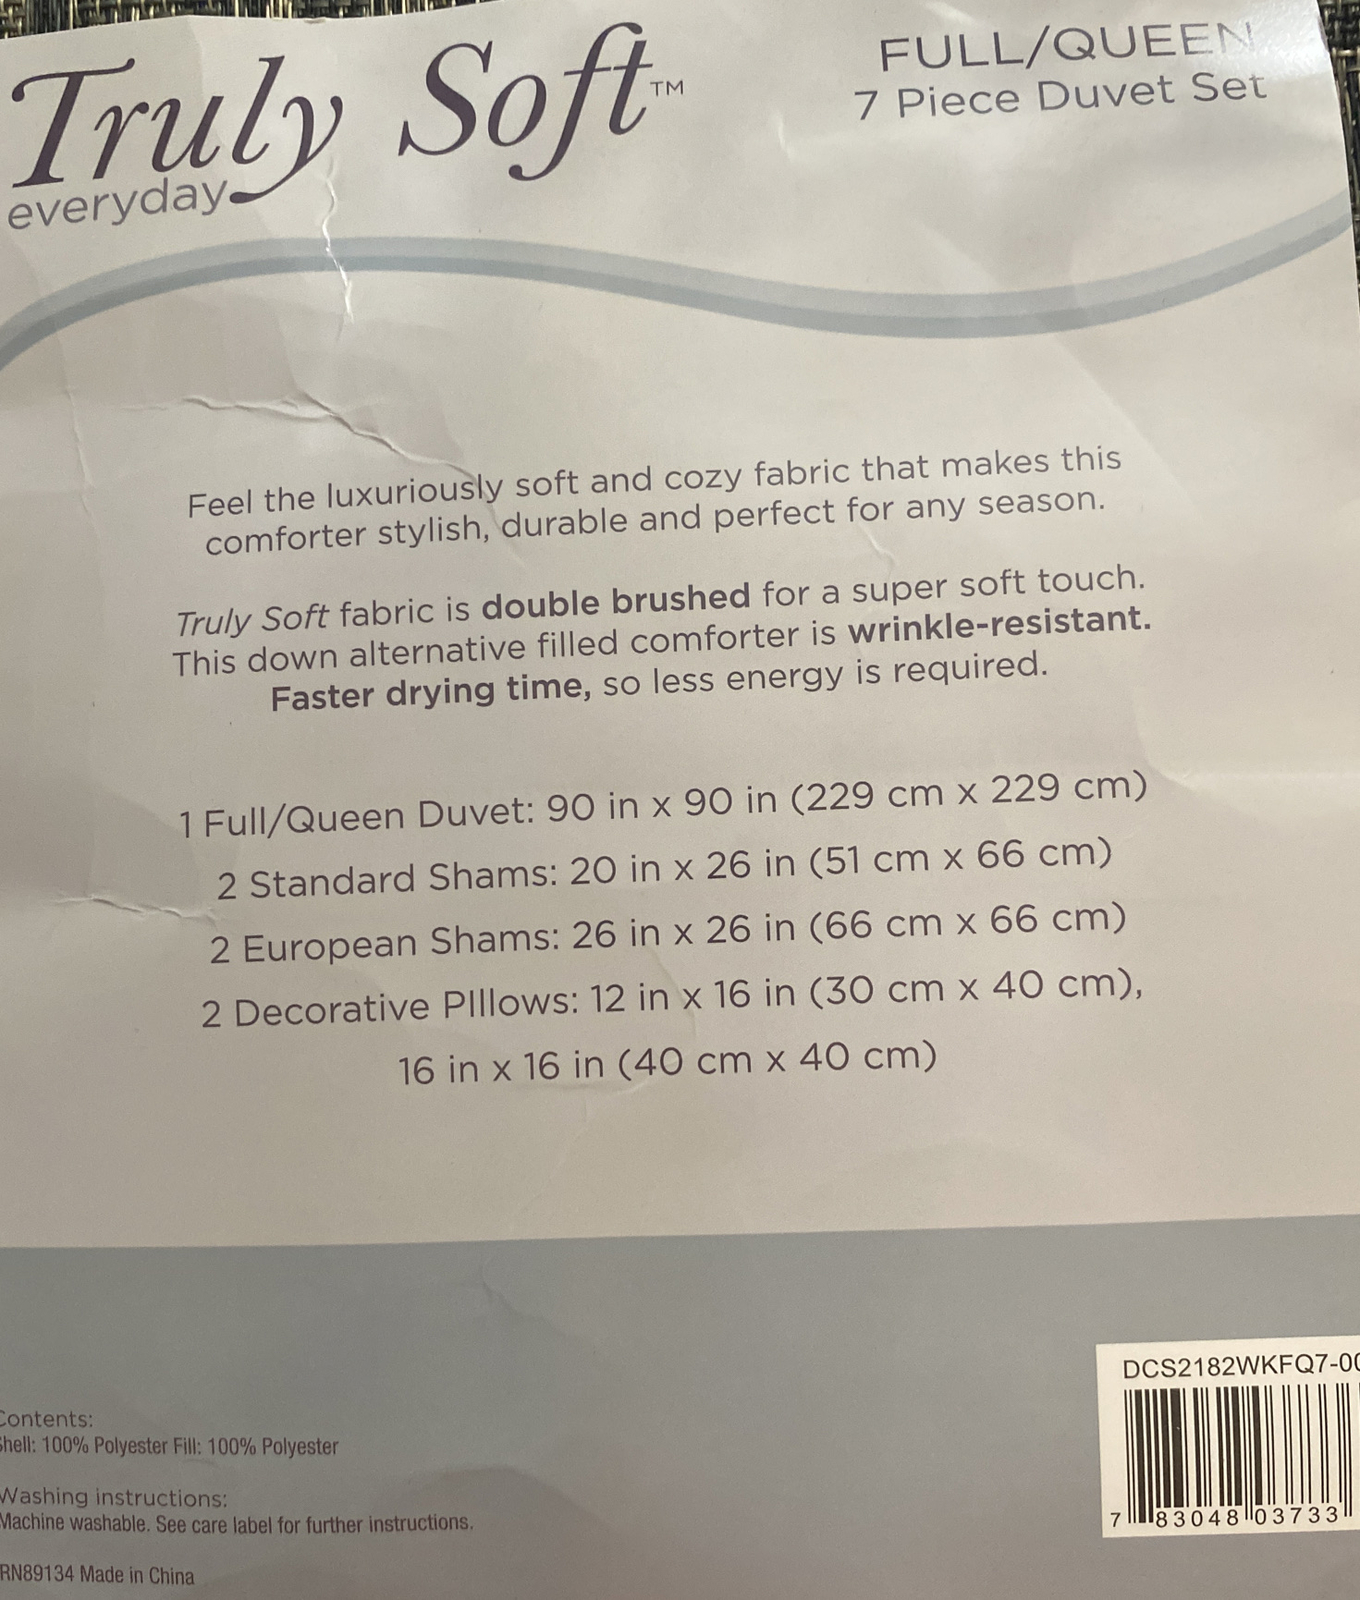 Truly Soft™
everyday
FULL/QUEEN
7 Piece Duvet Set
Feel the luxuriously soft and cozy fabric that makes this
comforter stylish, durable and perfect for any season.
Truly Soft fabric is double brushed for a super soft touch.
This down alternative filled comforter is wrinkle-resistant.
Faster drying time, so less energy is required.
1 Full/Queen Duvet: 90 in x 90 in (229 cm x 229 cm)
2 Standard Shams: 20 in x 26 in (51 cm x 66 cm)
2 European Shams: 26 in x 26 in (66 cm x 66 cm)
2 Decorative PIllows: 12 in x 16 in (30 cm x 40 cm),
16 in x 16 in (40 cm x 40 cm)
Contents:
Shell: 100% Polyester Fill: 100% Polyester
Washing instructions:
Machine washable. See care label for further instructions.
RN89134 Made in China
DCS2182WKFQ7-00
7 83048 03733